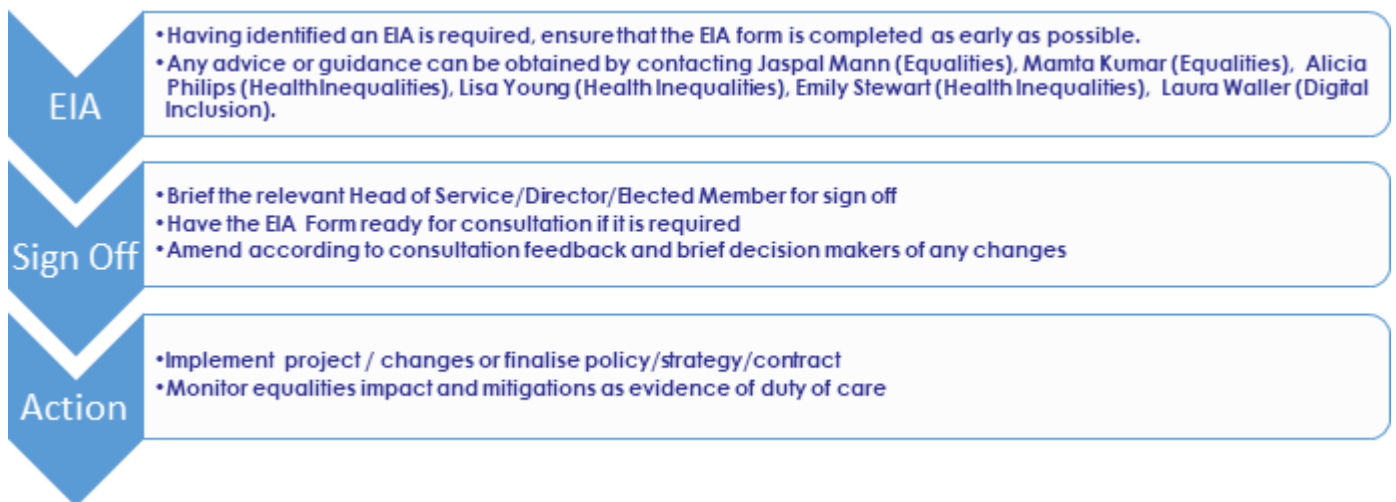 EIA
•Having identified an EIA is required, ensure that the EIA form is completed as early as possible.
•Any advice or guidance can be obtained by contacting Jaspal Mann (Equalities), Mamta Kumar (Equalities), Alicia
Philips (HealthInequalities), Lisa Young (Health Inequalities), Emily Stewart (Health Inequalities), Laura Waller (Digital
Inclusion).
Sign Off
•Brief the relevant Head of Service/Director/Elected Member for sign off
•Have the EIA Form ready for consultation if it is required
•Amend according to consultation feedback and brief decision makers of any changes
Action
•Implement project / changes or finalise policy/strategy/contract
•Monitor equalities impact and mitigations as evidence of duty of care